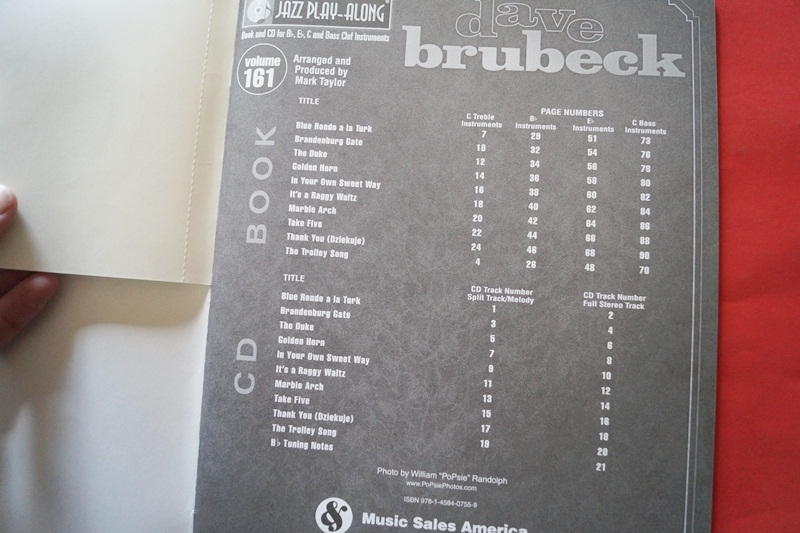 JAZZ PLAY-ALONG®
Book and CD for B♭, E♭, C and Bass Clef Instruments
dave
brubeck
volume
161
Arranged and
Produced by
Mark Taylor
BOOK
TITLE
PAGE NUMBERS
C Treble Instruments B♭ Instruments E♭ Instruments C Bass Instruments
Blue Rondo a la Turk 7 29 51 73
Brandenburg Gate 10 32 54 76
The Duke 12 34 56 78
Golden Horn 14 36 58 80
In Your Own Sweet Way 16 38 60 82
It's a Raggy Waltz 18 40 62 84
Marble Arch 20 42 64 86
Take Five 22 44 66 88
Thank You (Dziekuje) 24 46 68 90
The Trolley Song 4 26 48 70
CD
TITLE
CD Track Number Split Track/Melody CD Track Number Full Stereo Track
Blue Rondo a la Turk 1 2
Brandenburg Gate 3 4
The Duke 5 6
Golden Horn 7 8
In Your Own Sweet Way 9 10
It's a Raggy Waltz 11 12
Marble Arch 13 14
Take Five 15 16
Thank You (Dziekuje) 17 18
The Trolley Song 19 20
B♭ Tuning Notes 21
Photo by William "PoPsie" Randolph
www.PoPsiePhotos.com
ISBN 978-1-4584-0755-9
Music Sales America